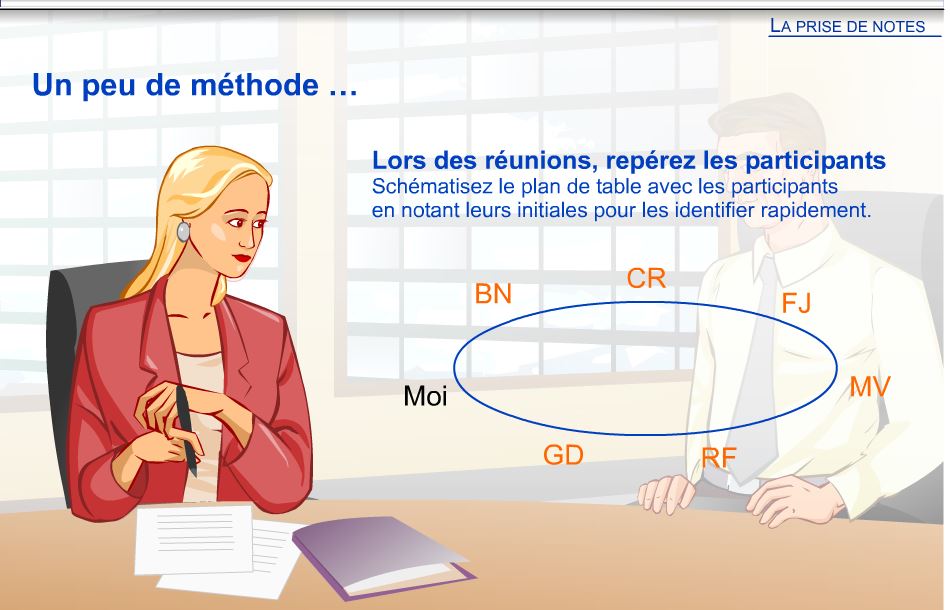 LA PRISE DE NOTES
Un peu de méthode …
Lors des réunions, repérez les participants
Schématisez le plan de table avec les participants
en notant leurs initiales pour les identifier rapidement.
CR
BN
FJ
MV
Moi
GD
RF